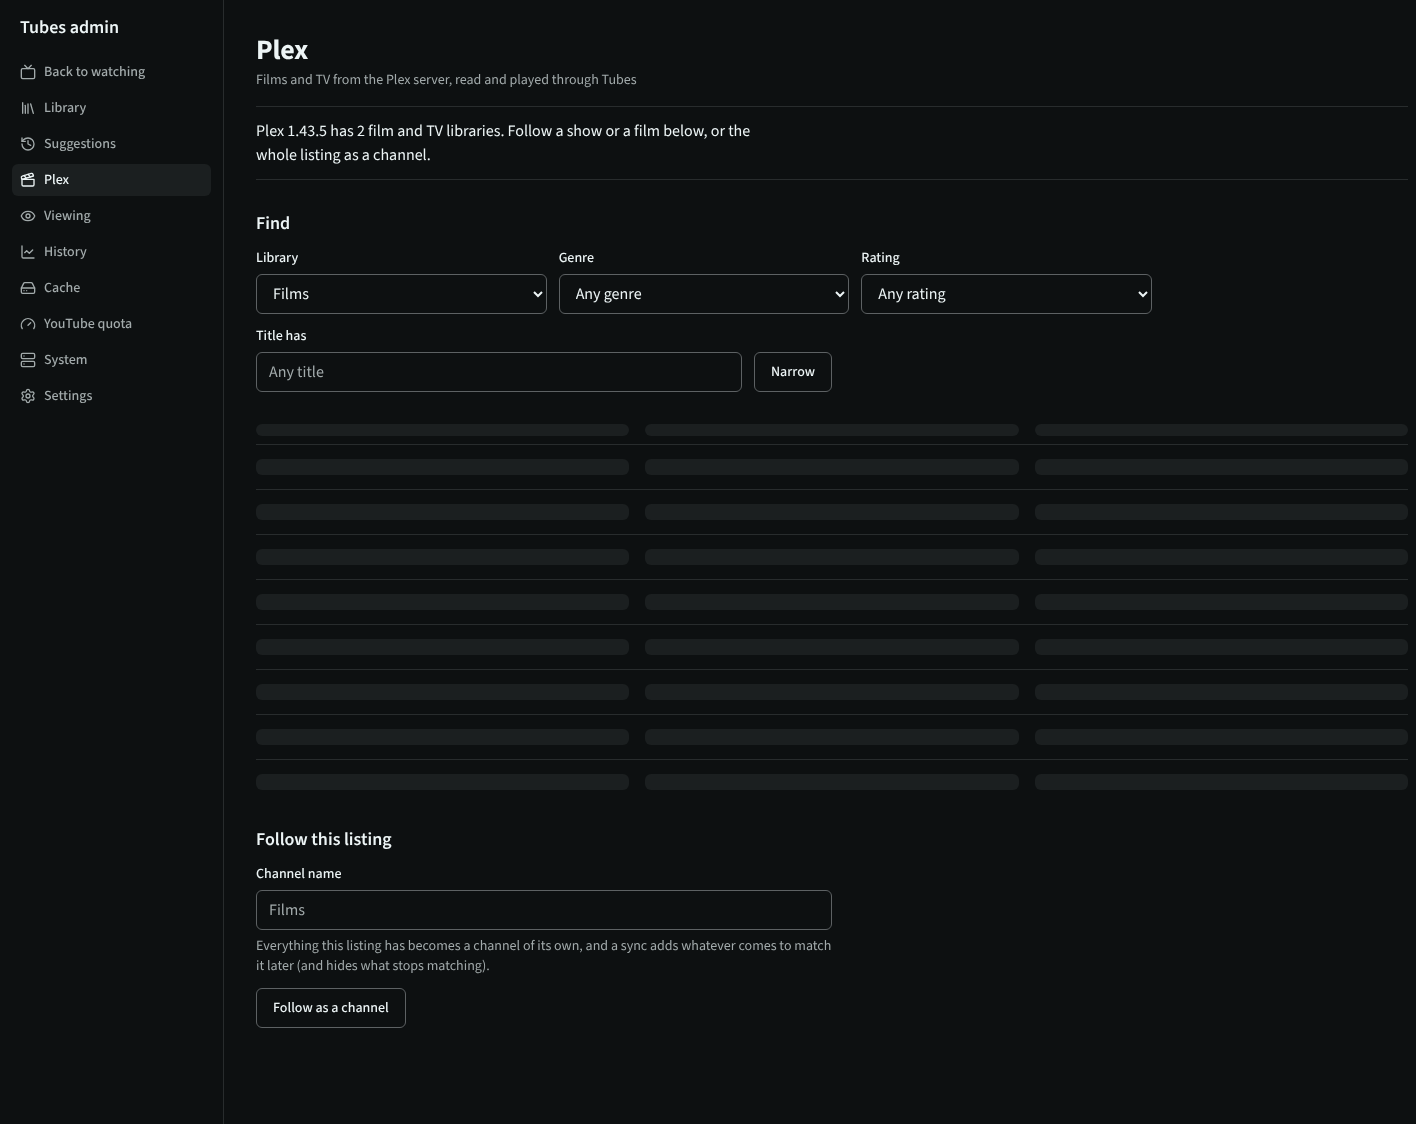 Tubes admin
Back to watching
Library
Suggestions
Plex
Viewing
History
Cache
YouTube quota
System
Settings
Plex
Films and TV from the Plex server, read and played through Tubes
Plex 1.43.5 has 2 film and TV libraries. Follow a show or a film below, or the
whole listing as a channel.
Find
Library
Genre
Rating
Films
Any genre
Any rating
Title has
Any title
Narrow
Follow this listing
Channel name
Films
Everything this listing has becomes a channel of its own, and a sync adds whatever comes to match
it later (and hides what stops matching).
Follow as a channel